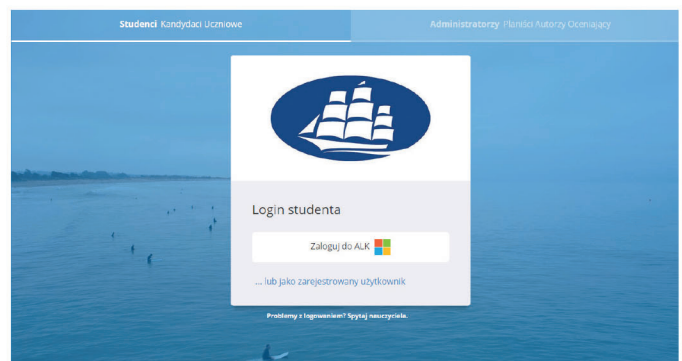 Studenci Kandydaci Uczniowe
Administratorzy Planiści Autorzy Oceniający
Login studenta
Zaloguj do ALK
... lub jako zarejestrowany użytkownik
Problemy z logowaniem? Spytaj nauczyciela.